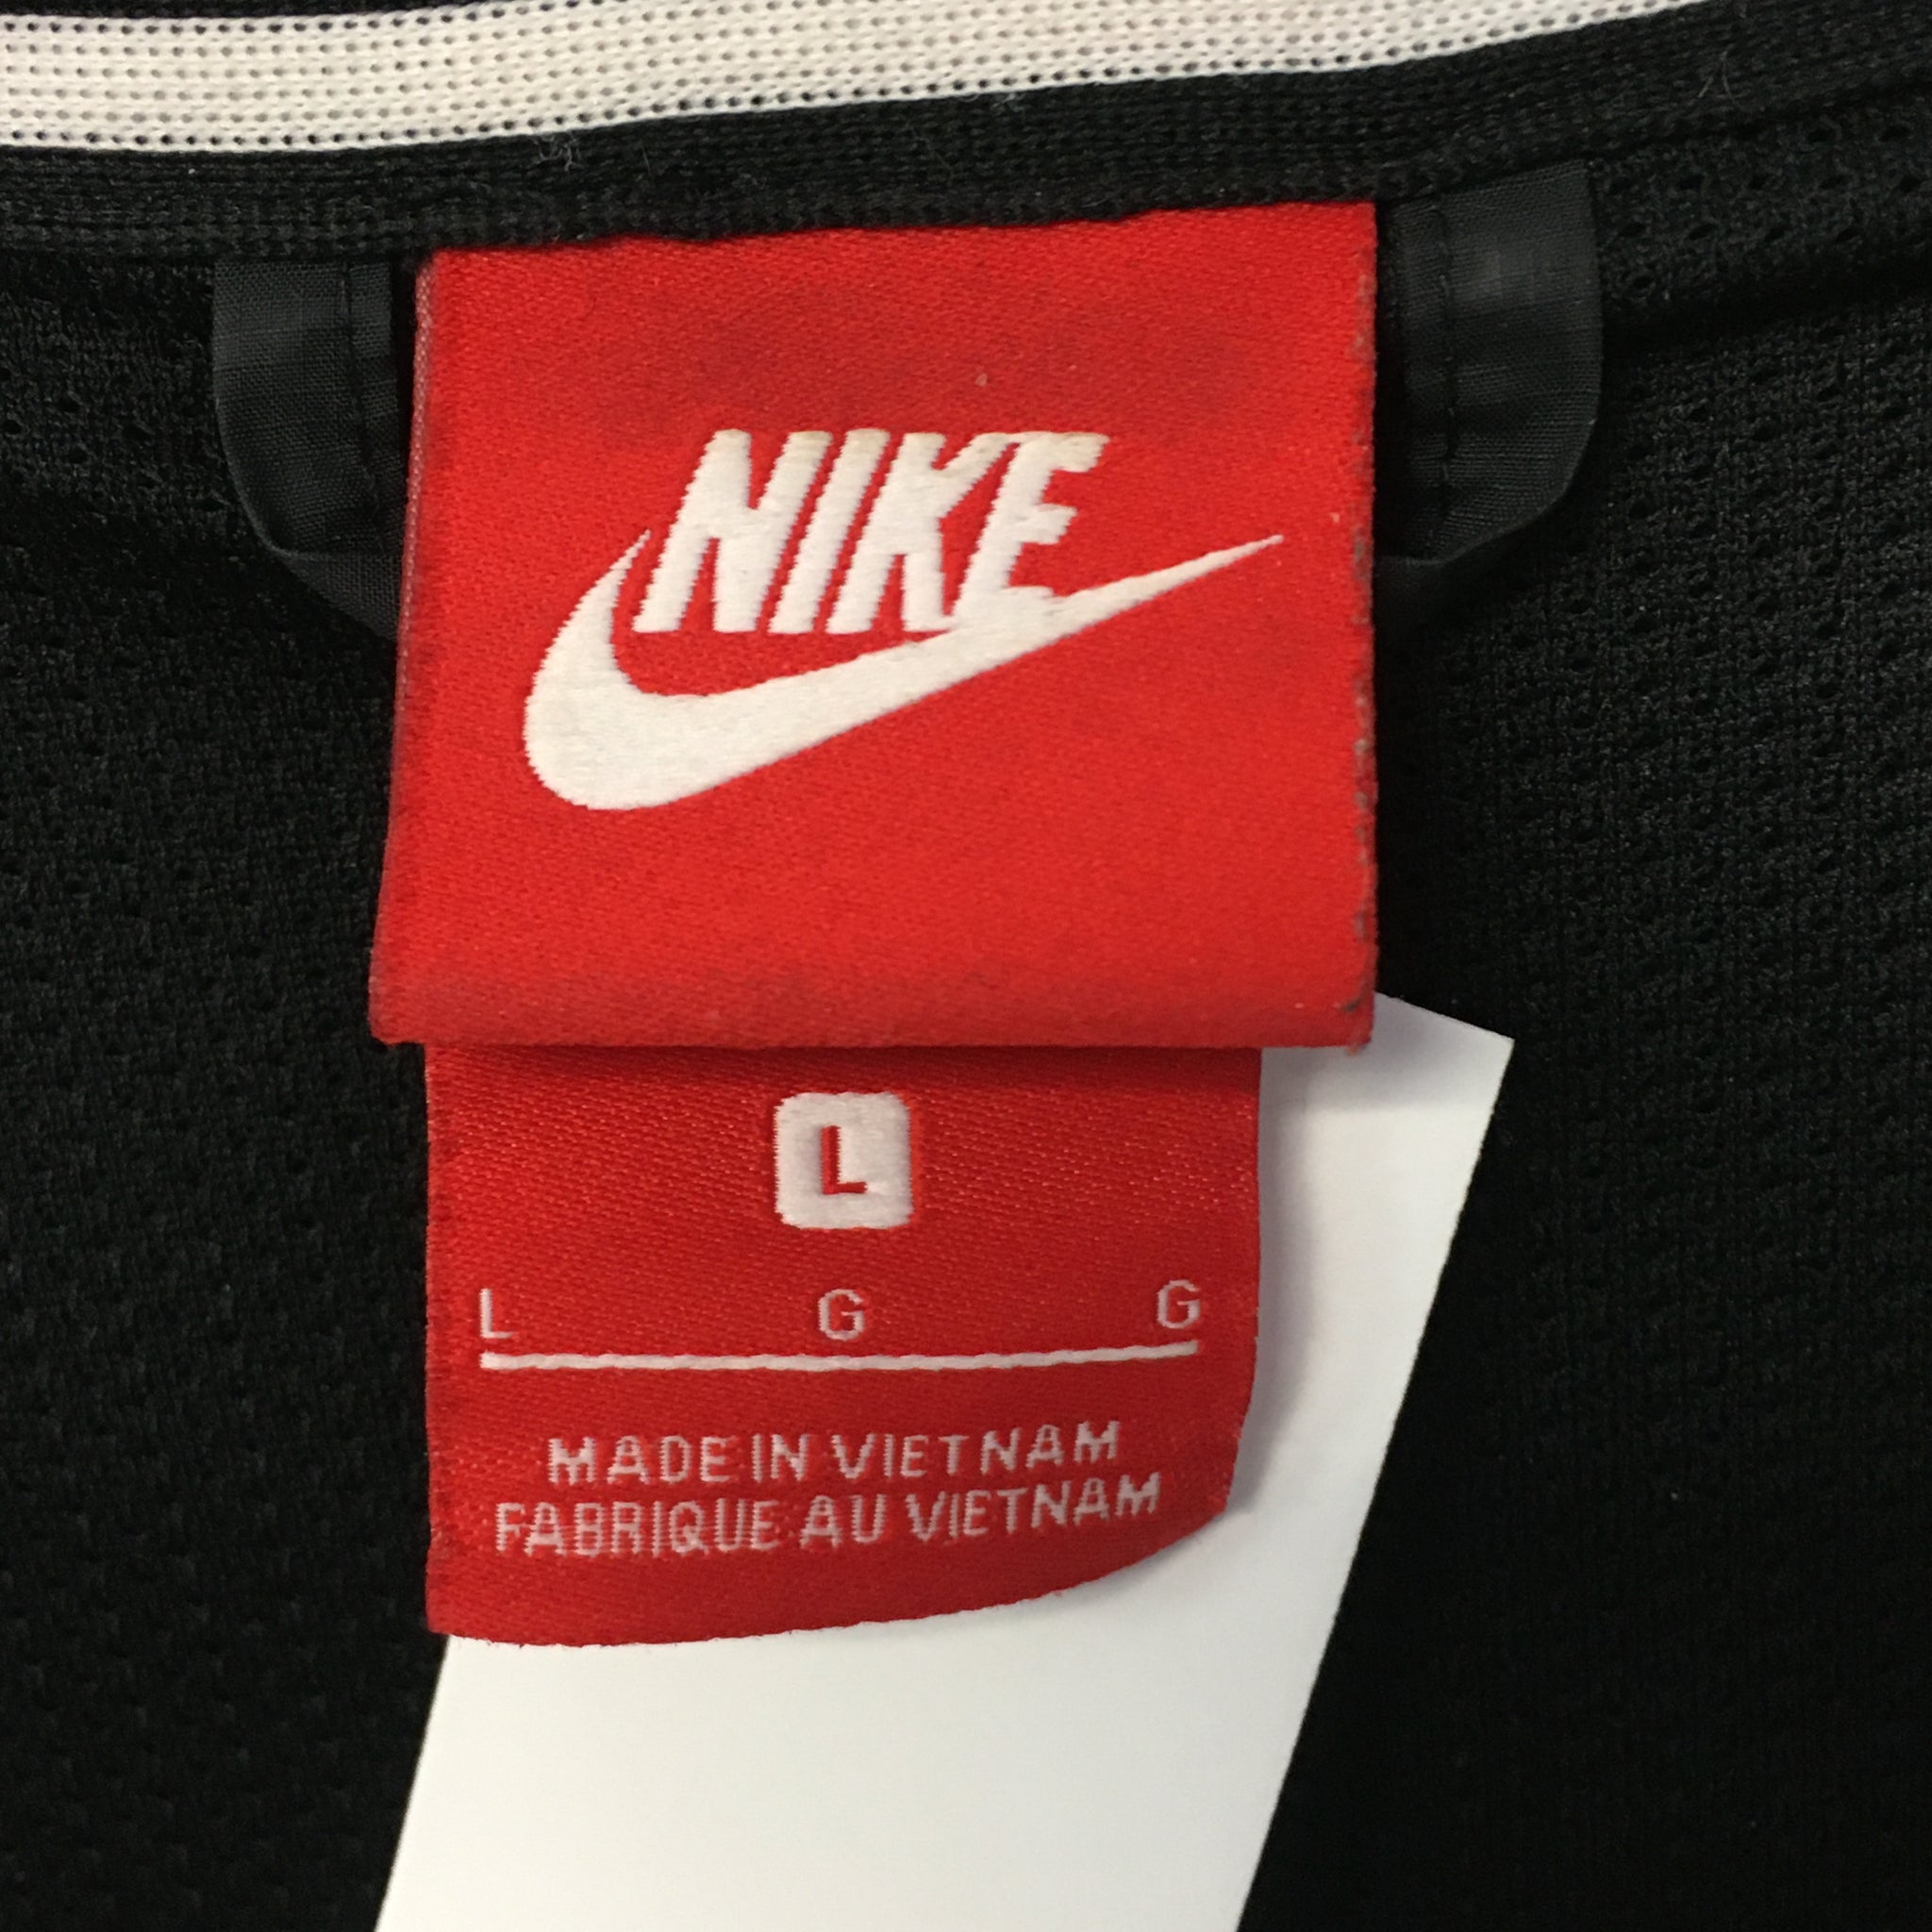 NIKE
L
L G G
MADE IN VIETNAM
FABRIQUE AU VIETNAM